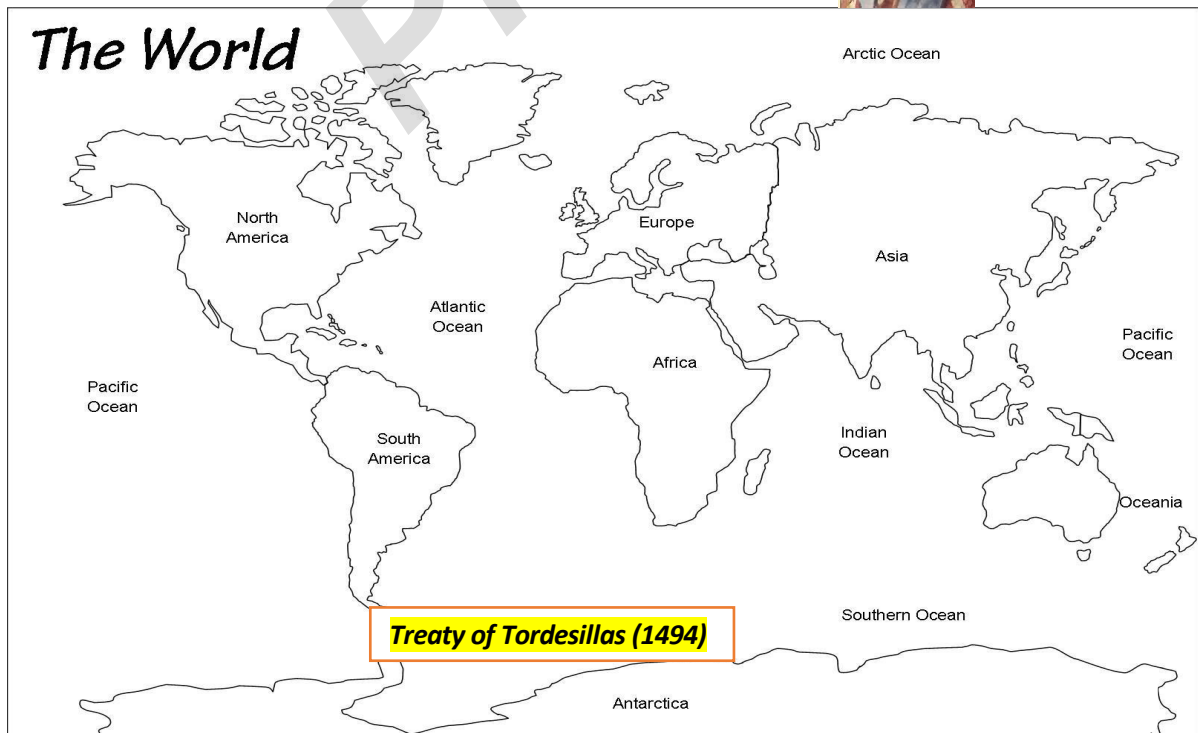 The World
Arctic Ocean
North
America
Europe
Asia
Atlantic
Ocean
Pacific
Ocean
Africa
Pacific
Ocean
South
America
Indian
Ocean
Oceania
Southern Ocean
Treaty of Tordesillas (1494)
Antarctica